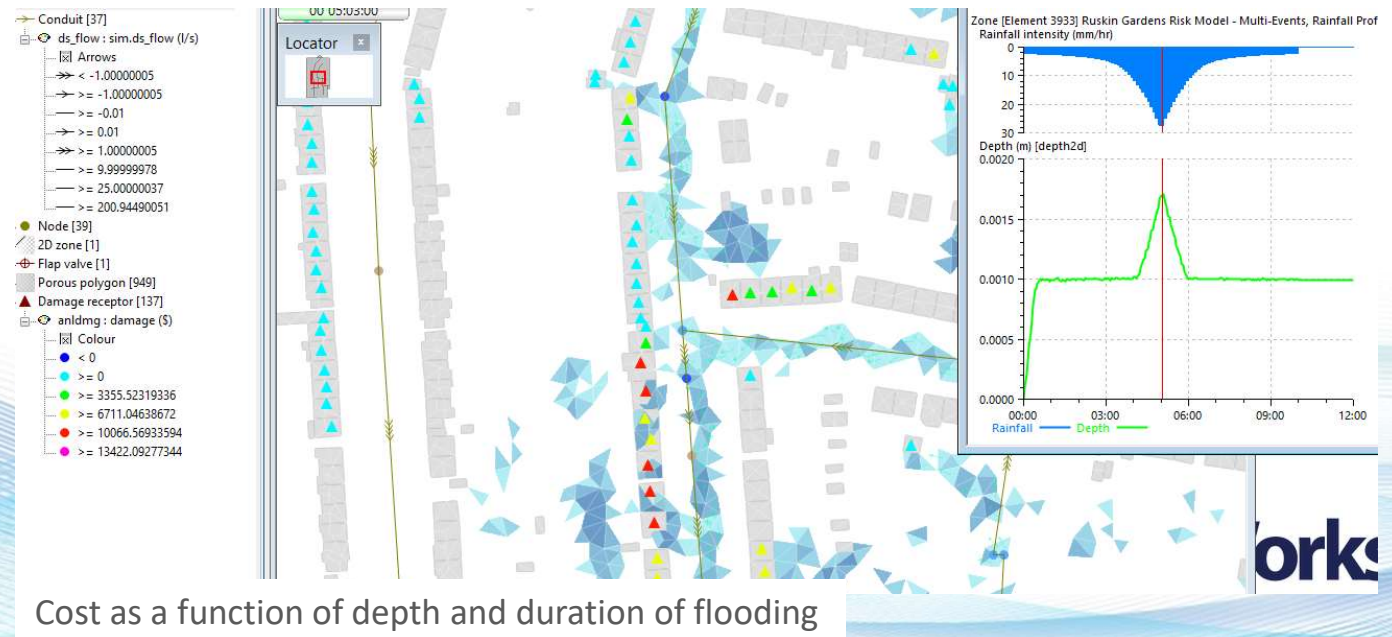 Conduit [37]
ds_flow : sim.ds_flow (l/s)
Arrows
< -1.00000005
>= -1.00000005
>= -0.01
>= 0.01
>= 1.00000005
>= 9.99999978
>= 25.00000037
>= 200.94490051
Node [39]
2D zone [1]
Flap valve [1]
Porous polygon [949]
Damage receptor [137]
anldmg : damage ($)
Colour
< 0
>= 0
>= 3355.52319336
>= 6711.04638672
>= 10066.56933594
>= 13422.09277344
00 05:03:00
Locator
Zone [Element 3933] Ruskin Gardens Risk Model - Multi-Events, Rainfall Prof
Rainfall intensity (mm/hr)
0
10
20
30
Depth (m) [depth2d]
0.0020
0.0015
0.0010
0.0005
0.0000
00:00 03:00 06:00 09:00 12:00
Rainfall Depth
orks
Cost as a function of depth and duration of flooding